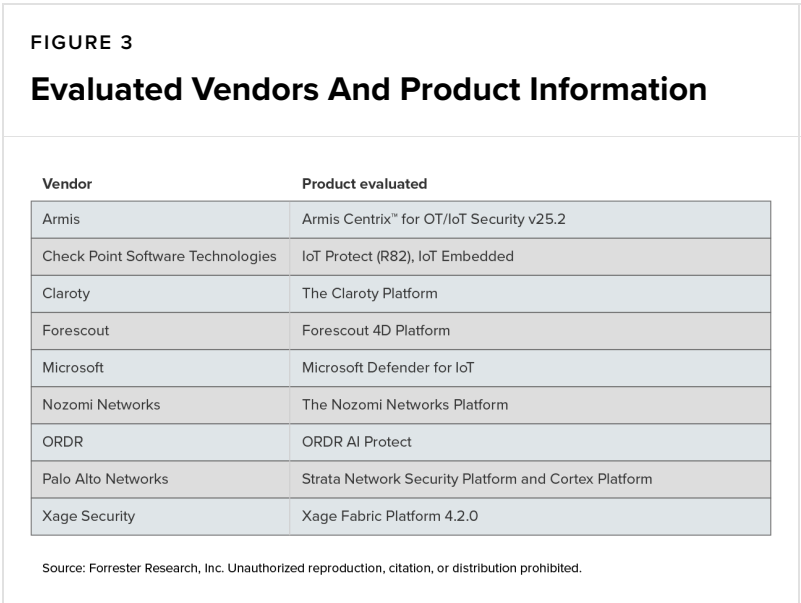 FIGURE 3
Evaluated Vendors And Product Information
Vendor Product evaluated
Armis Armis Centrix™ for OT/IoT Security v25.2
Check Point Software Technologies IoT Protect (R82), IoT Embedded
Claroty The Claroty Platform
Forescout Forescout 4D Platform
Microsoft Microsoft Defender for IoT
Nozomi Networks The Nozomi Networks Platform
ORDR ORDR AI Protect
Palo Alto Networks Strata Network Security Platform and Cortex Platform
Xage Security Xage Fabric Platform 4.2.0
Source: Forrester Research, Inc. Unauthorized reproduction, citation, or distribution prohibited.